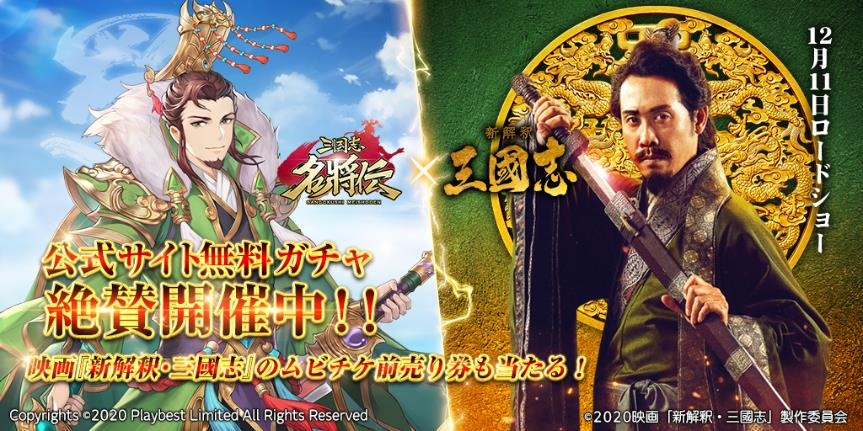 三国志
名将伝
SANGOKUSHI MEISHODEN
×
新解釈
三國志
12月11日ロードショー
公式サイト無料ガチャ
絶賛開催中!!
映画『新解釈・三國志』のムビチケ前売り券も当たる!
Copyrights ©2020 Playbest Limited All Rights Reserved
©2020映画「新解釈・三國志」製作委員会